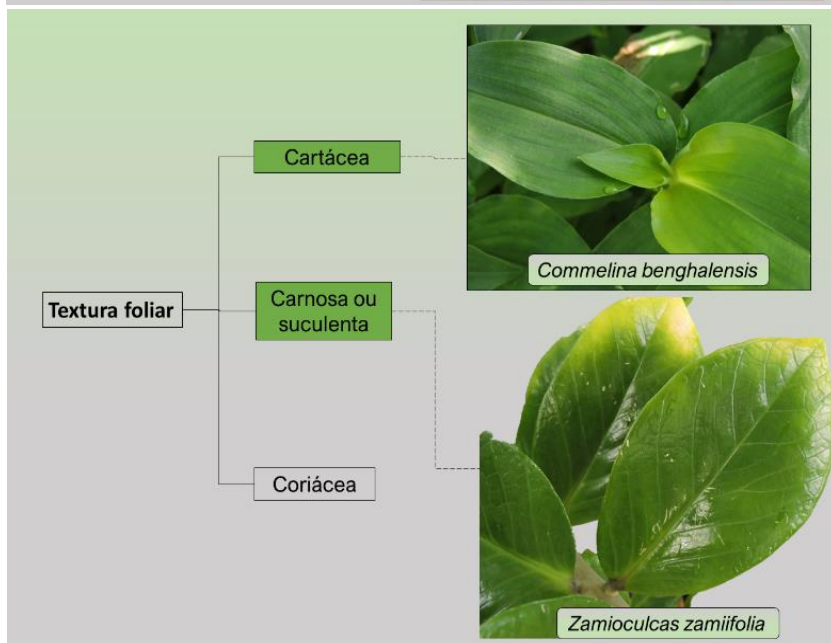 Cartácea
Commelina benghalensis
Textura foliar
Carnosa ou
suculenta
Coriácea
Zamioculcas zamiifolia